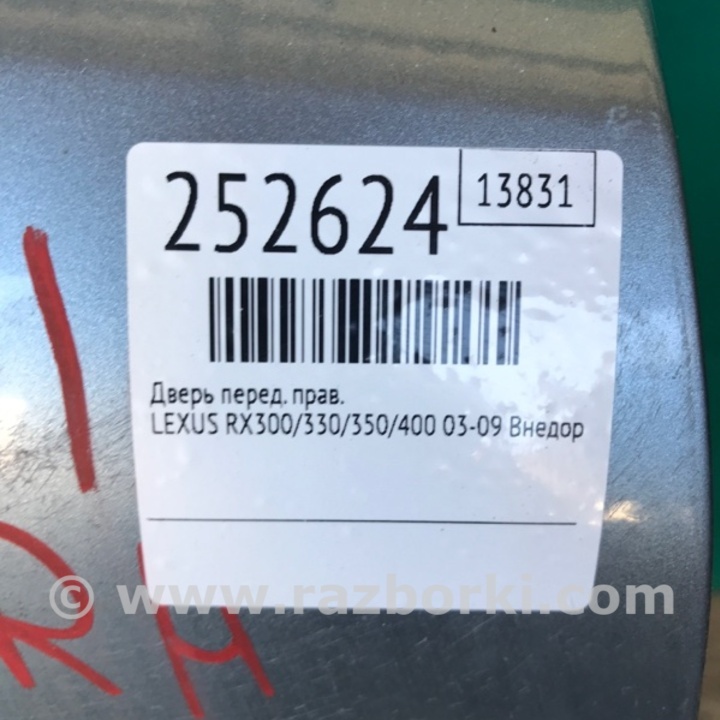 252624
13831
Дверь перед. прав.
LEXUS RX300/330/350/400 03-09 Внедор
© www.razborki.com